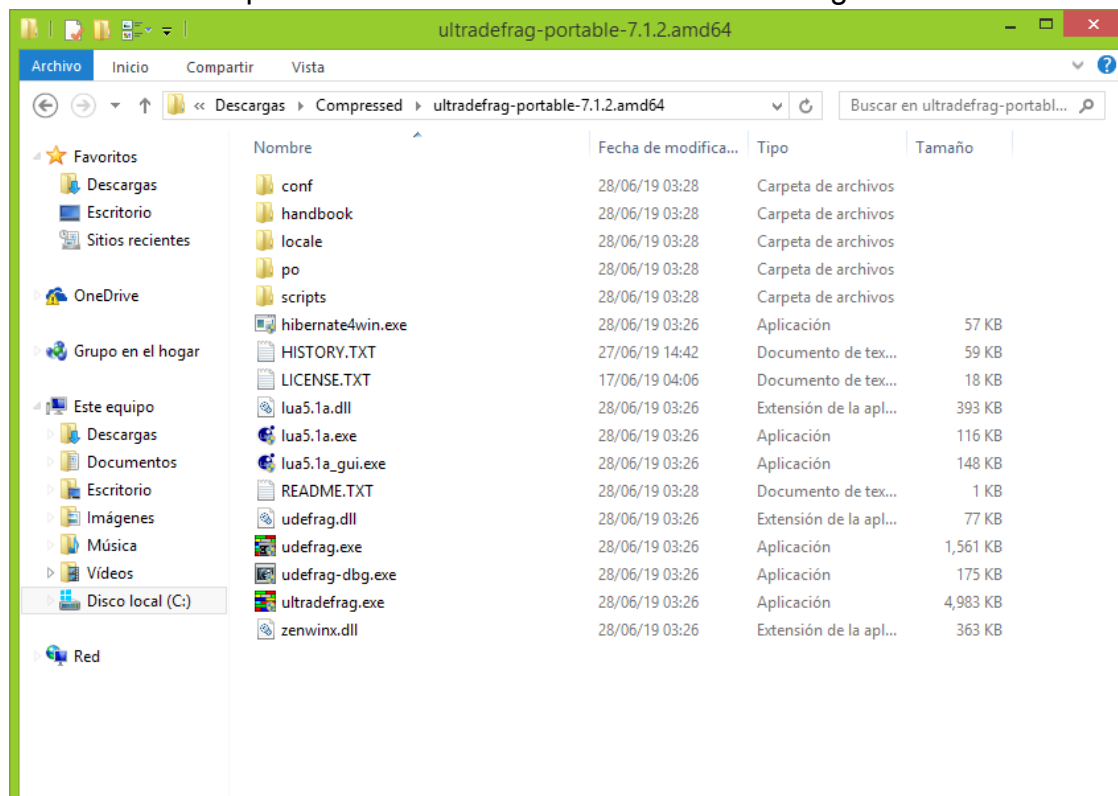 ultradefrag-portable-7.1.2.amd64
Archivo Inicio Compartir Vista
« Descargas Compressed ultradefrag-portable-7.1.2.amd64 Buscar en ultradefrag-portabl...
Nombre Fecha de modifica... Tipo Tamaño
Favoritos
Descargas
Escritorio
Sitios recientes
OneDrive
Grupo en el hogar
Este equipo
Descargas
Documentos
Escritorio
Imágenes
Música
Vídeos
Disco local (C:)
Red
conf 28/06/19 03:28 Carpeta de archivos
handbook 28/06/19 03:28 Carpeta de archivos
locale 28/06/19 03:28 Carpeta de archivos
po 28/06/19 03:28 Carpeta de archivos
scripts 28/06/19 03:28 Carpeta de archivos
hibernate4win.exe 28/06/19 03:26 Aplicación 57 KB
HISTORY.TXT 27/06/19 14:42 Documento de tex... 59 KB
LICENSE.TXT 17/06/19 04:06 Documento de tex... 18 KB
lua5.1a.dll 28/06/19 03:26 Extensión de la apl... 393 KB
lua5.1a.exe 28/06/19 03:26 Aplicación 116 KB
lua5.1a_gui.exe 28/06/19 03:26 Aplicación 148 KB
README.TXT 28/06/19 03:28 Documento de tex... 1 KB
udefrag.dll 28/06/19 03:26 Extensión de la apl... 77 KB
udefrag.exe 28/06/19 03:26 Aplicación 1,561 KB
udefrag-dbg.exe 28/06/19 03:26 Aplicación 175 KB
ultradefrag.exe 28/06/19 03:26 Aplicación 4,983 KB
zenwinx.dll 28/06/19 03:26 Extensión de la apl... 363 KB